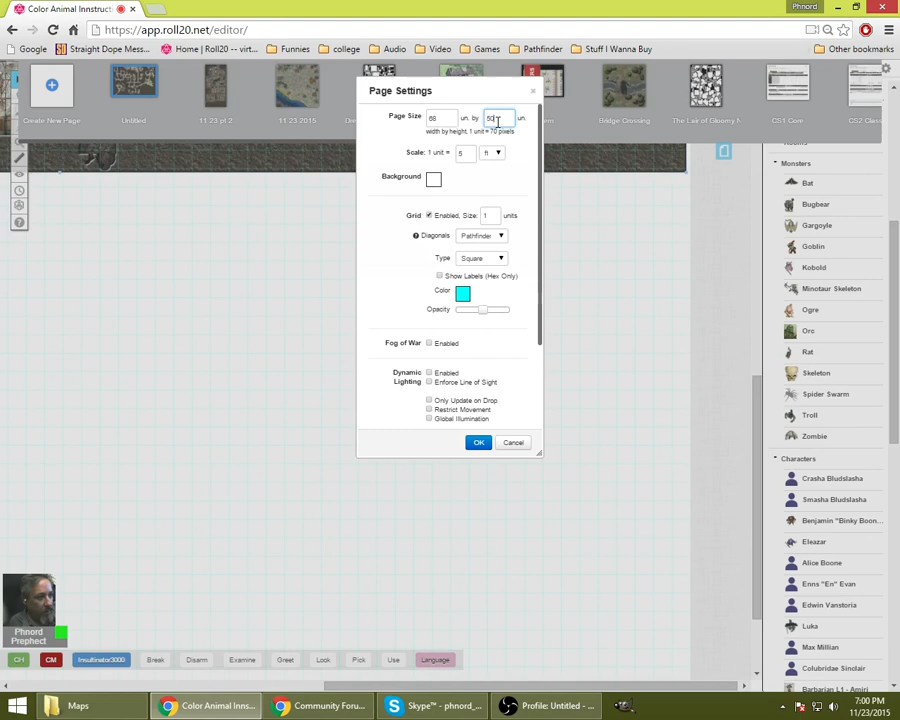 Color Animal Innstructi
Phnord
https://app.roll20.net/editor/
Google
Straight Dope Mess...
Home | Roll20 -- virt...
Funnies
college
Audio
Video
Games
Pathfinder
Stuff I Wanna Buy
Other bookmarks
Create New Page
Untitled
11.23 pt 2
11 23 2015
Bridge Crossing
The Lair of Gloomy N
CS1 Core
CS2 Class
Page Settings
×
Page Size 68 un. by 50 un.
width by height, 1 unit = 70 pixels
Scale: 1 unit = 5 ft
Background
Grid Enabled, Size: 1 units
Diagonals Pathfinder
Type Square
Show Labels (Hex Only)
Color
Opacity
Fog of War Enabled
Dynamic Lighting Enabled
Enforce Line of Sight
Only Update on Drop
Restrict Movement
Global Illumination
OK Cancel
Monsters
Bat
Bugbear
Gargoyle
Goblin
Kobold
Minotaur Skeleton
Ogre
Orc
Rat
Skeleton
Spider Swarm
Troll
Zombie
Characters
Crasha Bludslasha
Smasha Bludslasha
Benjamin "Binky Boon...
Eleazar
Alice Boone
Enns "En" Evan
Edwin Vanstoria
Luka
Max Millian
Colubridae Sinclair
Barbarian L1 - Amiri
Phnord
Prephect
CH
CM
Insultinator3000
Break
Disarm
Examine
Greet
Look
Pick
Use
Language
Maps
Color Animal Inns...
Community Foru...
Skype™ - phnord_...
Profile: Untitled - ...
7:00 PM
11/23/2015